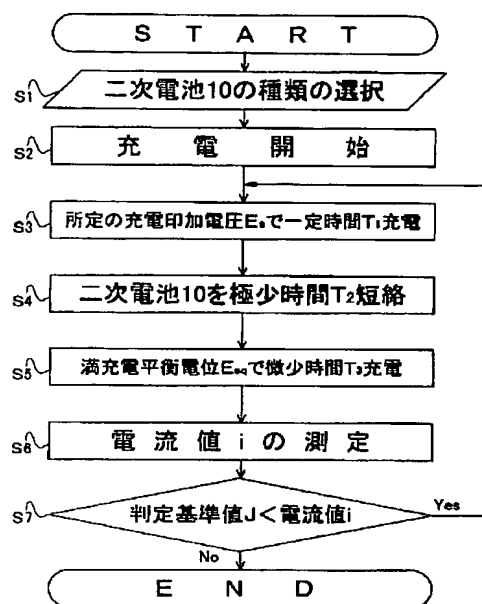 S T A R T
S1 二次電池10の種類の選択
S2 充電開始
S3 所定の充電印加電圧Esで一定時間T1充電
S4 二次電池10を極少時間T2短絡
S5 満充電平衡電位Eeqで微少時間T3充電
S6 電流値iの測定
S7 判定基準値J<電流値i Yes
No
E N D